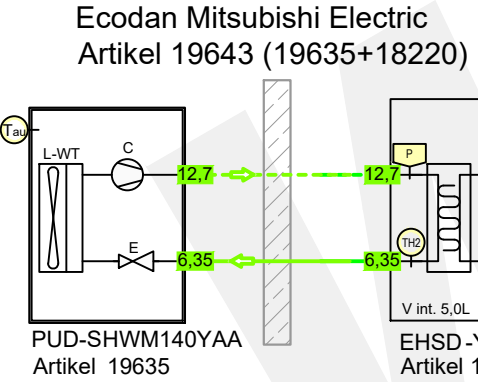 Ecodan Mitsubishi Electric
Artikel 19643 (19635+18220)
Tau
L-WT
C
P
12,7
12,7
TH2
E
6,35
6,35
V int. 5,0L
PUD-SHWM140YAA
Artikel 19635
EHSD-Y
Artikel 1